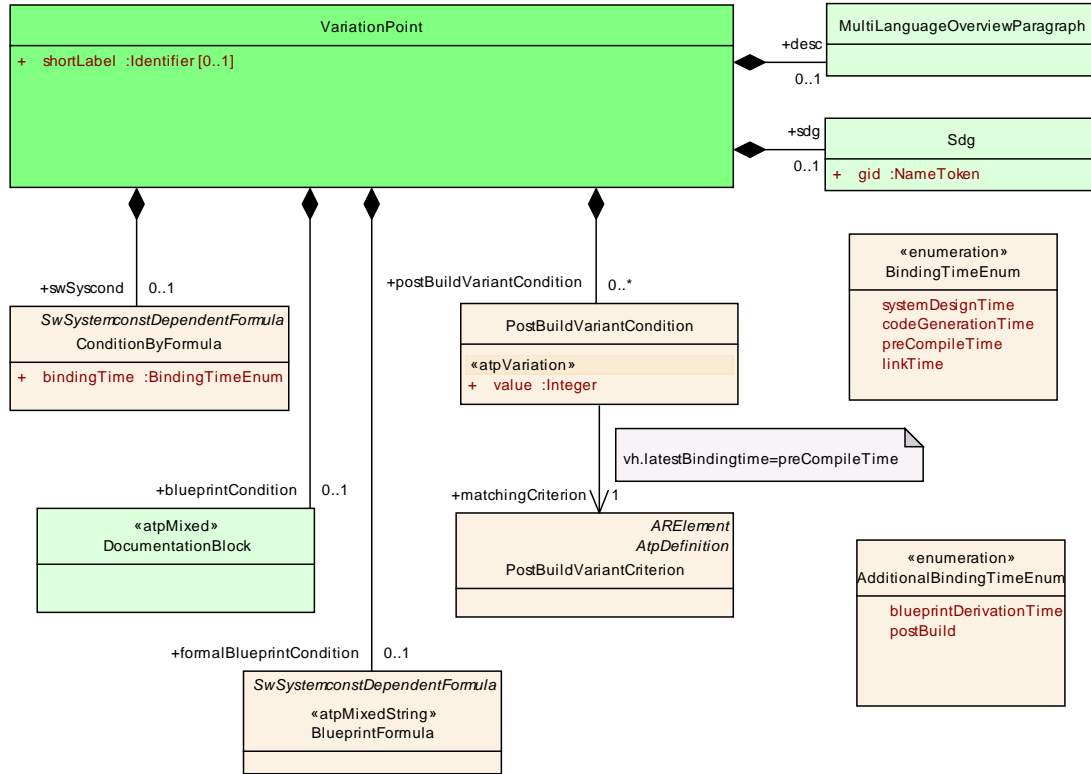 VariationPoint
+ shortLabel :Identifier [0..1]
MultiLanguageOverviewParagraph
+desc
0..1
+sdg
0..1
Sdg
+ gid :NameToken
+swSyscond 0..1
SwSystemconstDependentFormula
ConditionByFormula
+ bindingTime :BindingTimeEnum
+postBuildVariantCondition 0..*
PostBuildVariantCondition
«atpVariation»
+ value :Integer
«enumeration»
BindingTimeEnum
systemDesignTime
codeGenerationTime
preCompileTime
linkTime
vh.latestBindingtime=preCompileTime
+blueprintCondition 0..1
«atpMixed»
DocumentationBlock
+matchingCriterion 1
ARElement
AtpDefinition
PostBuildVariantCriterion
«enumeration»
AdditionalBindingTimeEnum
blueprintDerivationTime
postBuild
+formalBlueprintCondition 0..1
SwSystemconstDependentFormula
«atpMixedString»
BlueprintFormula